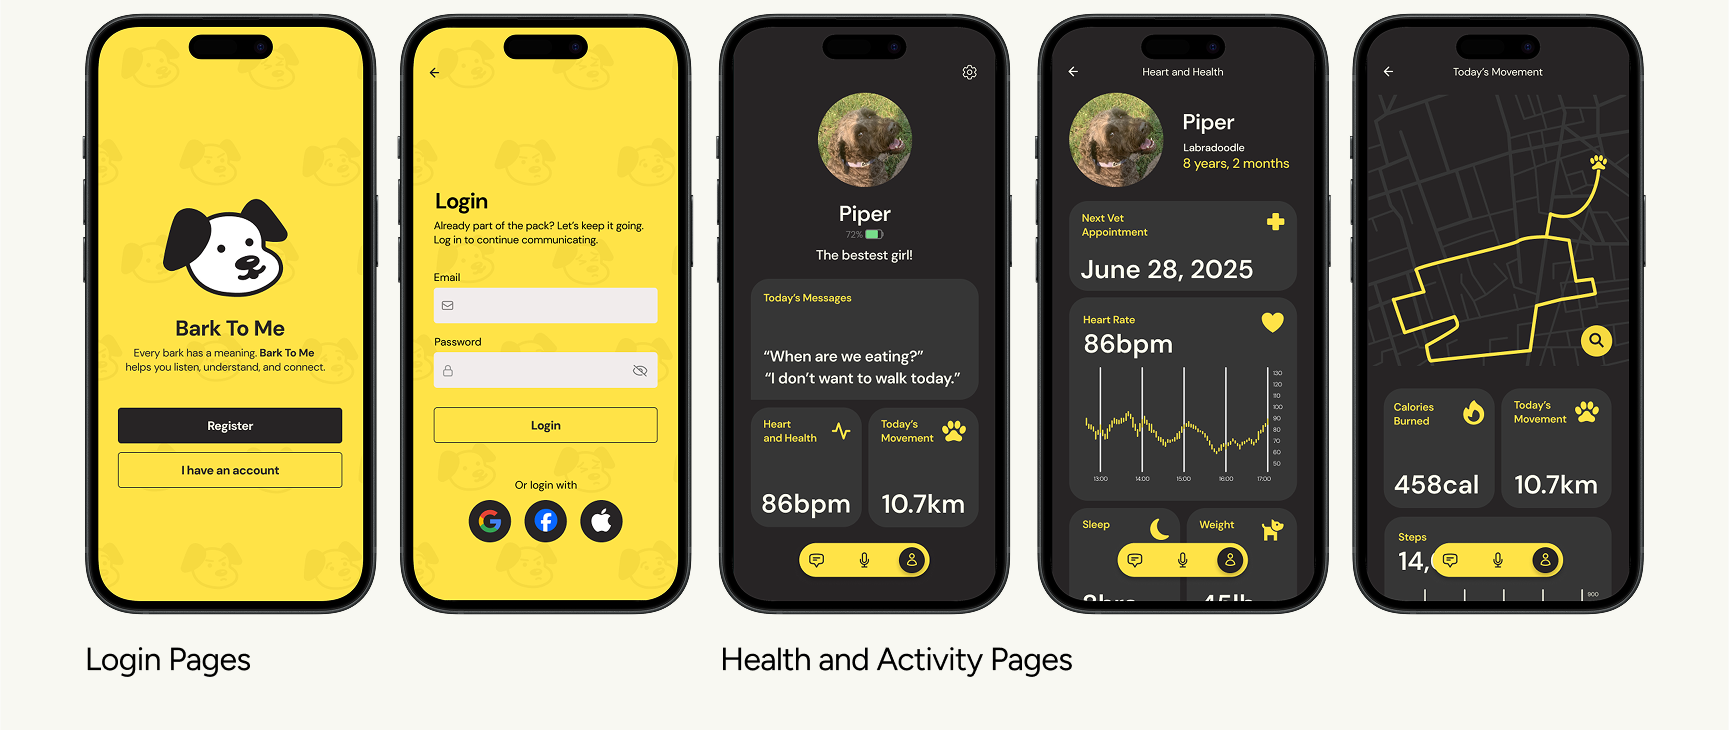 Bark To Me
Every bark has a meaning. Bark To Me
helps you listen, understand, and connect.
Register
I have an account
Login
Already part of the pack? Let's keep it going.
Log in to continue communicating.
Email
Password
Login
Or login with
Piper
72%
The bestest girl!
Today's Messages
"When are we eating?"
"I don't want to walk today."
Heart
and Health
86bpm
Today's
Movement
10.7km
Heart and Health
Piper
Labradoodle
8 years, 2 months
Next Vet
Appointment
June 28, 2025
Heart Rate
86bpm
130
120
110
100
90
80
70
60
50
13:00 14:00 15:00 16:00 17:00
Sleep
Weight
Today's Movement
Calories
Burned
458cal
Today's
Movement
10.7km
Steps
14,
900
Login Pages
Health and Activity Pages